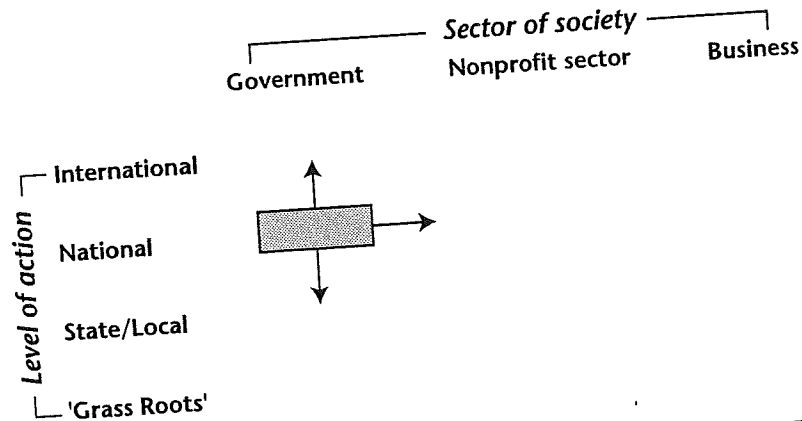 Sector of society
Government Nonprofit sector Business
International
National
State/Local
'Grass Roots'
Level of action